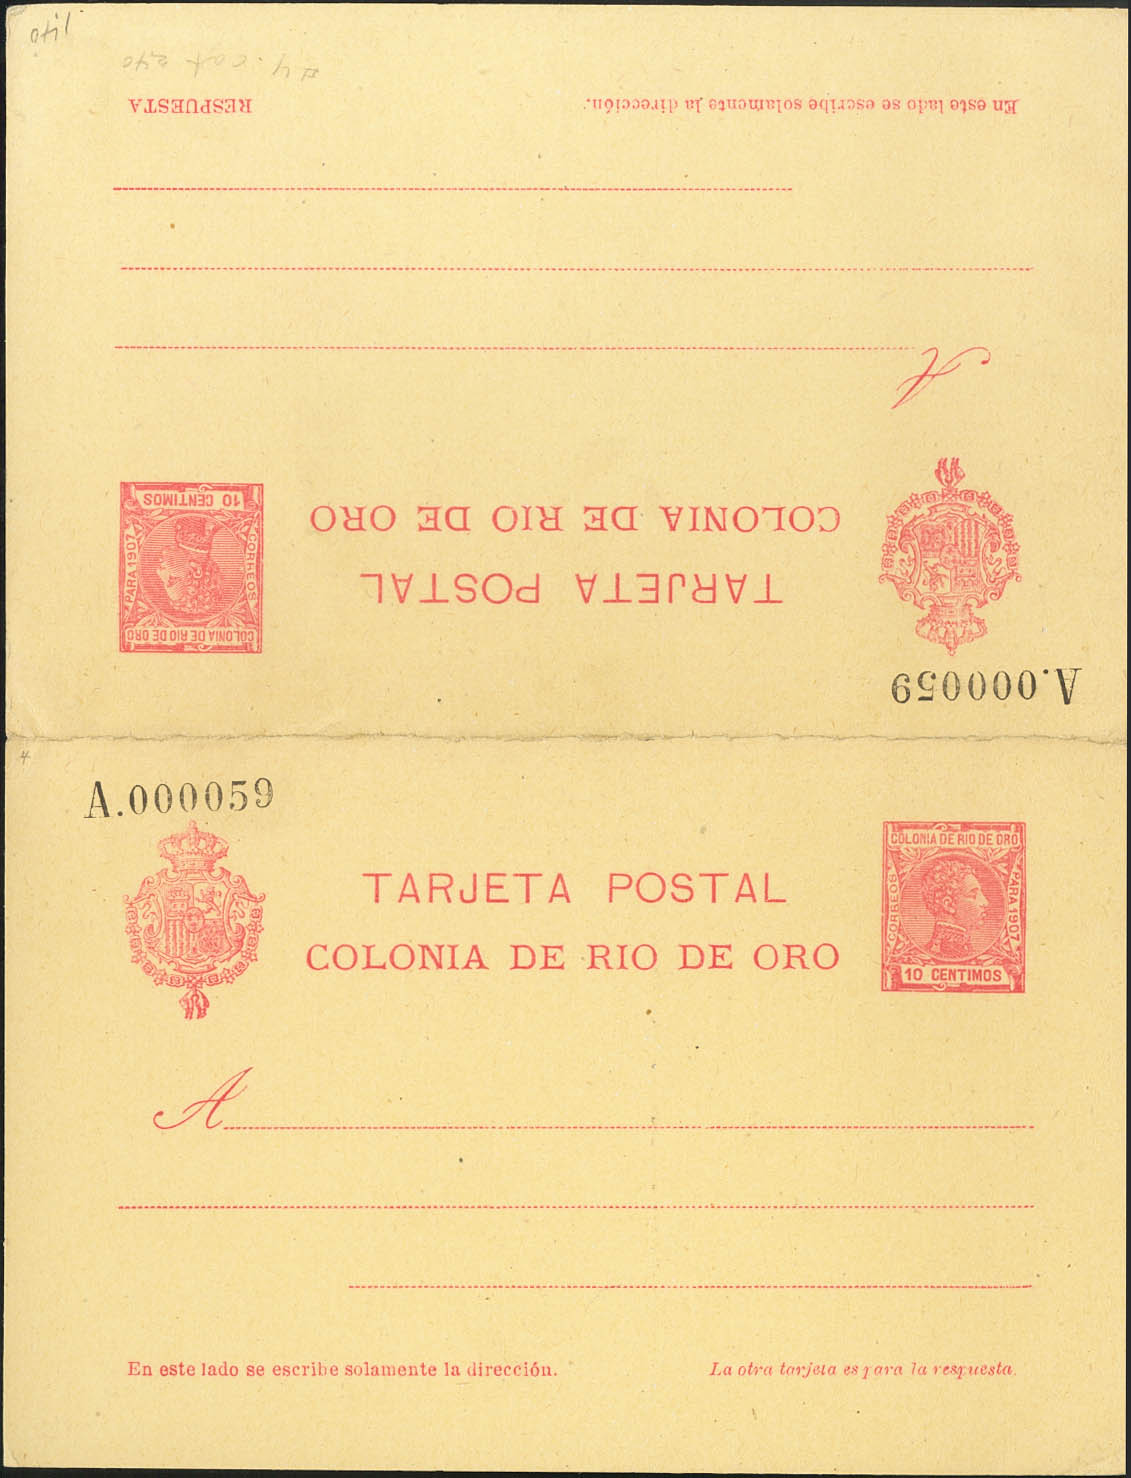 RESPUESTA
En este lado se escribe solamente la dirección.
A
10 CENTIMOS
PARA 1907
CORREOS
COLONIA DE RIO DE ORO
COLONIA DE RIO DE ORO
TARJETA POSTAL
A.000059
4
A.000059
TARJETA POSTAL
COLONIA DE RIO DE ORO
COLONIA DE RIO DE ORO
CORREOS
PARA 1907
10 CENTIMOS
A
En este lado se escribe solamente la dirección.
La otra tarjeta es para la respuesta.